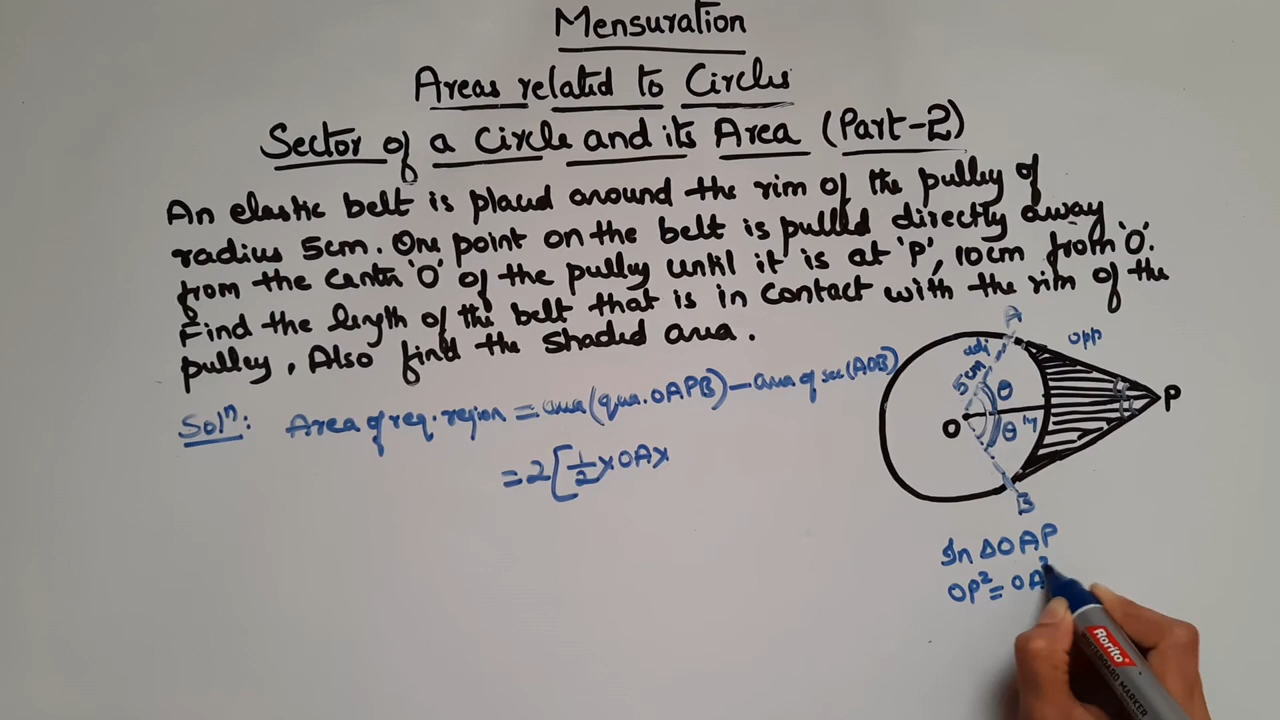 Mensuration
Areas related to Circles
Sector of a Circle and its Area (Part-2)
An elastic belt is placed around the rim of the pulley of
radius 5cm. One point on the belt is pulled directly away
from the centre 'O' of the pulley until it is at 'P', 10cm from 'O'.
Find the length of the belt that is in contact with the rim of the
pulley, Also find the shaded area.
Soln: Area of req. region = area (qua. OAPB) - area of sec (AOB)
= 2 [ 1/2 × OA ×
A
adj
opp
5cm
θ
O
θ
P
B
In ΔOAP
OP² = OA²
Rorito
WHITEBOARD MARKER